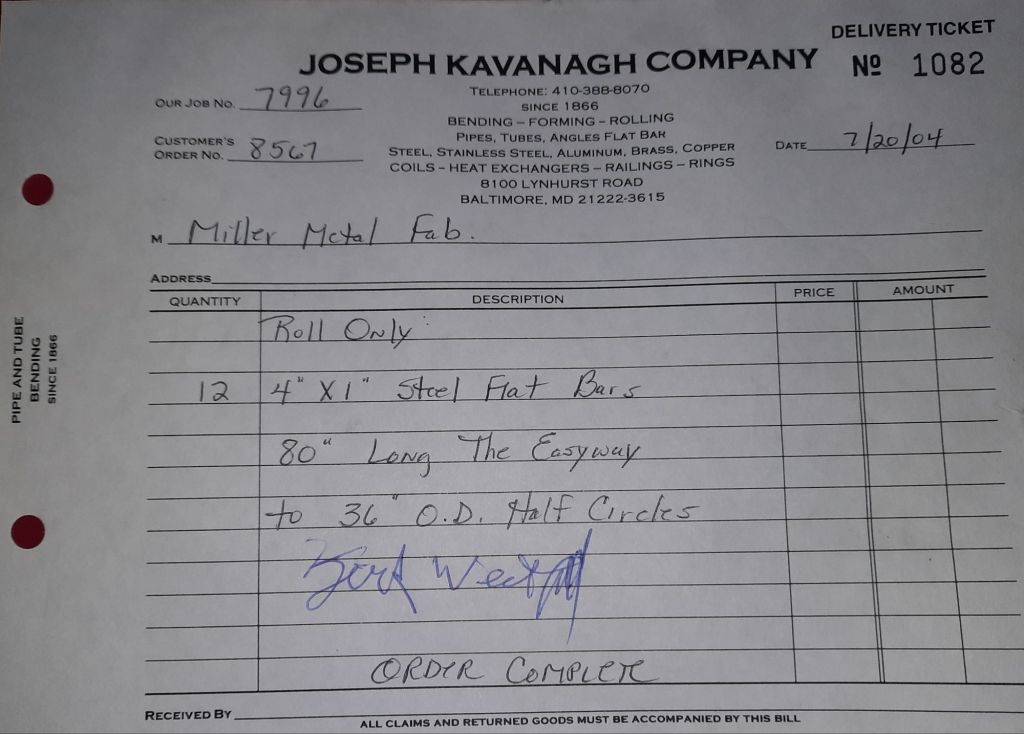 DELIVERY TICKET
JOSEPH KAVANAGH COMPANY
Nº 1082
TELEPHONE: 410-388-8070
SINCE 1866
BENDING – FORMING – ROLLING
PIPES, TUBES, ANGLES FLAT BAR
STEEL, STAINLESS STEEL, ALUMINUM, BRASS, COPPER
COILS – HEAT EXCHANGERS – RAILINGS – RINGS
8100 LYNHURST ROAD
BALTIMORE, MD 21222-3615
OUR JOB NO. 7996
CUSTOMER'S
ORDER NO. 8567
DATE 7/20/04
M Miller Metal Fab.
ADDRESS
QUANTITY DESCRIPTION PRICE AMOUNT
Roll Only:
12 4" X 1" Steel Flat Bars
80" Long The Easyway
to 36" O.D. Half Circles
ORDER COMPLETE
RECEIVED BY
ALL CLAIMS AND RETURNED GOODS MUST BE ACCOMPANIED BY THIS BILL
PIPE AND TUBE
BENDING
SINCE 1866